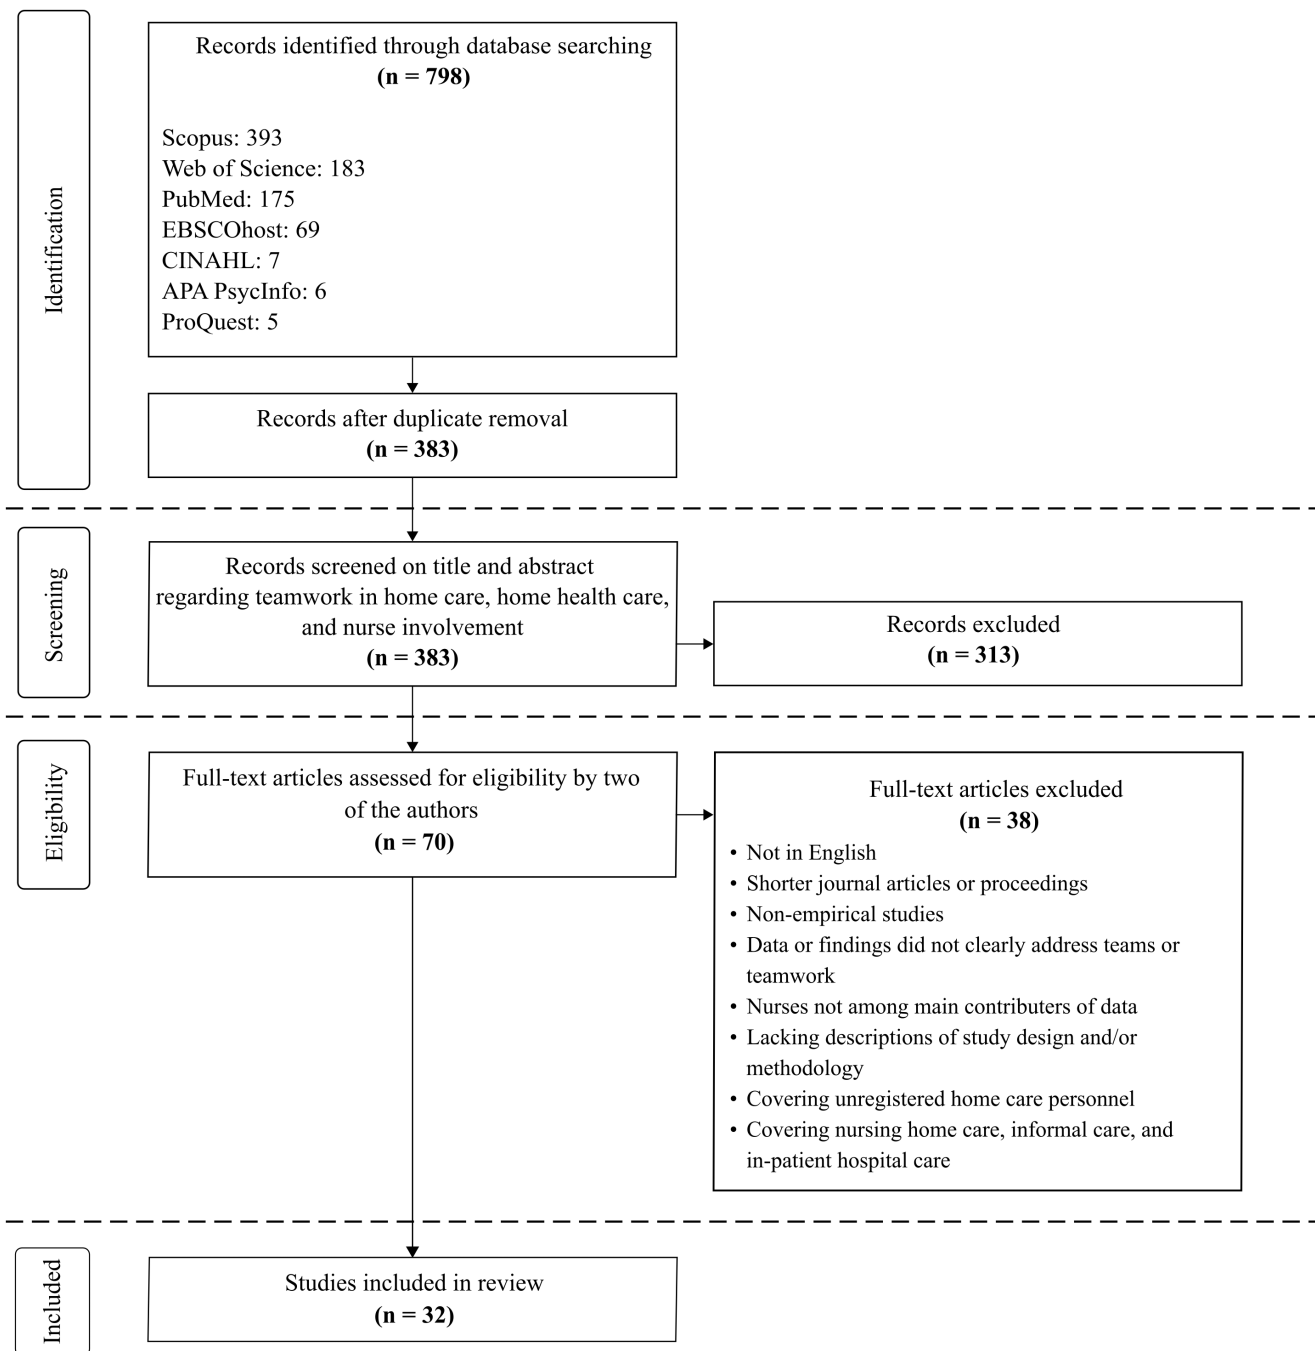 Identification
Records identified through database searching
(n = 798)
Scopus: 393
Web of Science: 183
PubMed: 175
EBSCOhost: 69
CINAHL: 7
APA PsycInfo: 6
ProQuest: 5
Records after duplicate removal
(n = 383)
Screening
Records screened on title and abstract
regarding teamwork in home care, home health care,
and nurse involvement
(n = 383)
Records excluded
(n = 313)
Eligibility
Full-text articles assessed for eligibility by two
of the authors
(n = 70)
Full-text articles excluded
(n = 38)
• Not in English
• Shorter journal articles or proceedings
• Non-empirical studies
• Data or findings did not clearly address teams or
teamwork
• Nurses not among main contributers of data
• Lacking descriptions of study design and/or
methodology
• Covering unregistered home care personnel
• Covering nursing home care, informal care, and
in-patient hospital care
Included
Studies included in review
(n = 32)